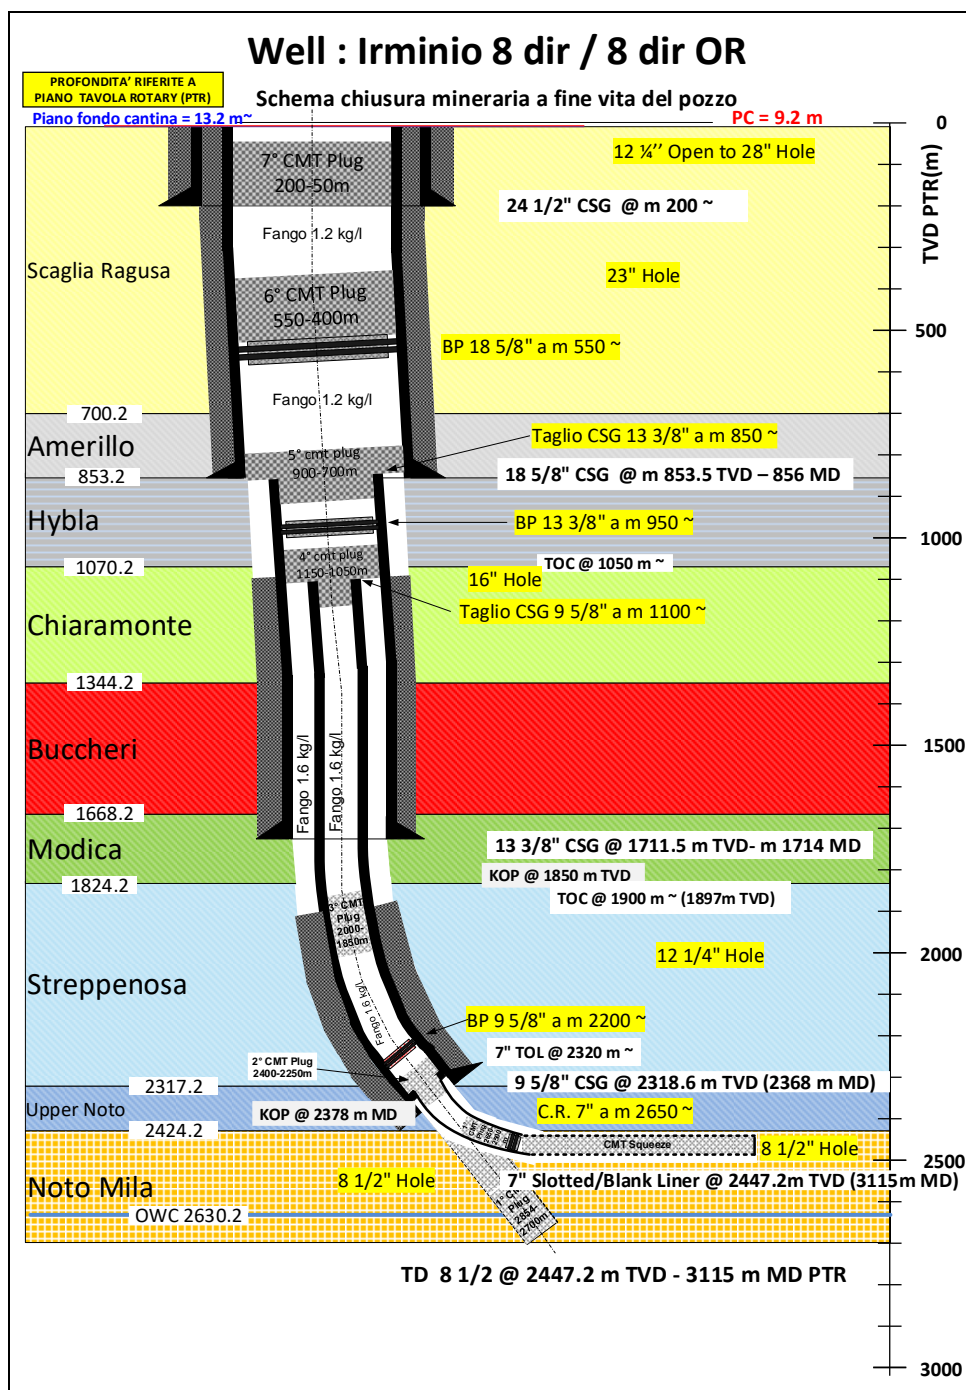 Well : Irminio 8 dir / 8 dir OR
PROFONDITA’ RIFERITE A
PIANO TAVOLA ROTARY (PTR)
Schema chiusura mineraria a fine vita del pozzo
Piano fondo cantina = 13.2 m~
PC = 9.2 m
0
TVD PTR(m)
12 ¼’’ Open to 28" Hole
7° CMT Plug
200-50m
24 1/2" CSG @ m 200 ~
Fango 1.2 kg/l
Scaglia Ragusa
23" Hole
6° CMT Plug
550-400m
500
BP 18 5/8" a m 550 ~
Fango 1.2 kg/l
700.2
Taglio CSG 13 3/8" a m 850 ~
Amerillo
5° cmt plug
900-700m
853.2
18 5/8" CSG @ m 853.5 TVD – 856 MD
Hybla
BP 13 3/8" a m 950 ~
1000
4° cmt plug
1150-1050m
TOC @ 1050 m ~
1070.2
16" Hole
Taglio CSG 9 5/8" a m 1100 ~
Chiaramonte
1344.2
Fango 1.6 kg/l
Fango 1.6 kg/l
Buccheri
1500
1668.2
Modica
13 3/8" CSG @ 1711.5 m TVD- m 1714 MD
KOP @ 1850 m TVD
1824.2
TOC @ 1900 m ~ (1897m TVD)
3° CMT
Plug
2000-
1850m
12 1/4" Hole
2000
Streppenosa
Fango 1.6 kg/l
BP 9 5/8" a m 2200 ~
7" TOL @ 2320 m ~
2° CMT Plug
2400-2250m
2317.2
9 5/8" CSG @ 2318.6 m TVD (2368 m MD)
Upper Noto
KOP @ 2378 m MD
C.R. 7" a m 2650 ~
2424.2
CMT
Plug
CMT Squeeze
8 1/2" Hole
2500
Noto Mila
8 1/2" Hole
7" Slotted/Blank Liner @ 2447.2m TVD (3115m MD)
1° CMT
Plug
2854-
2700m
OWC 2630.2
TD 8 1/2 @ 2447.2 m TVD - 3115 m MD PTR
3000